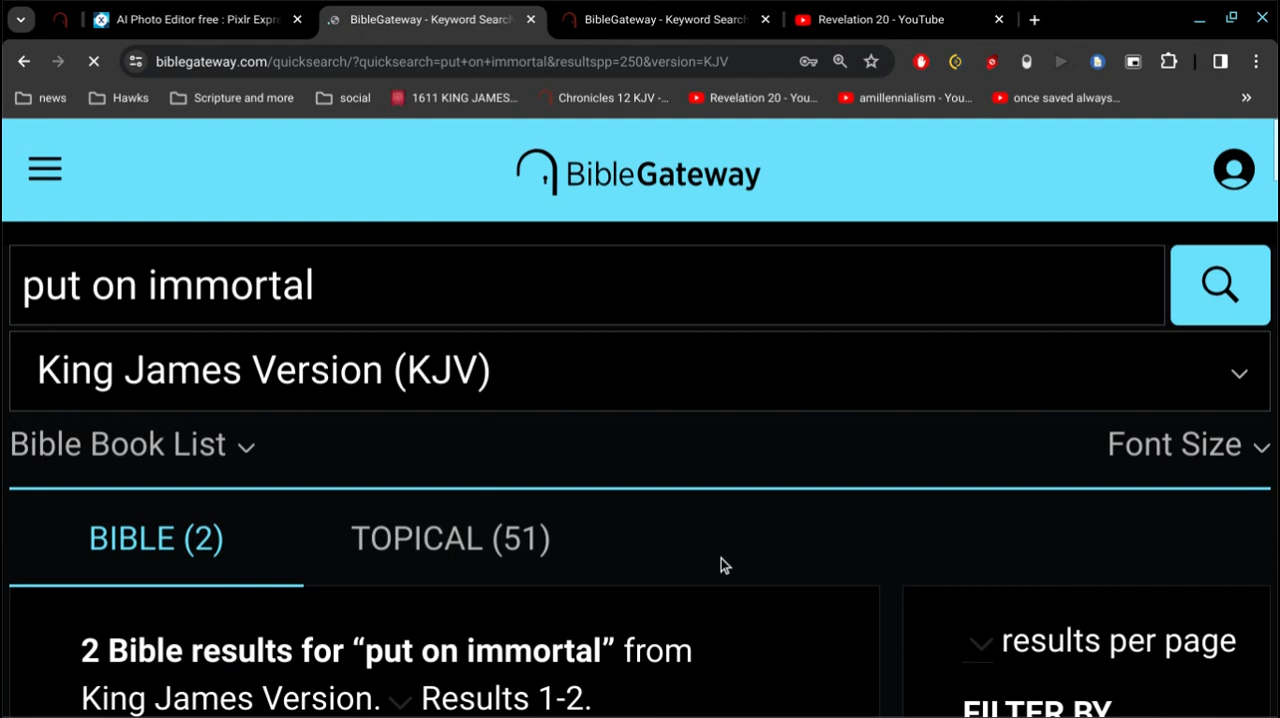 AI Photo Editor free : Pixlr Expre
BibleGateway - Keyword Search
BibleGateway - Keyword Search
Revelation 20 - YouTube
biblegateway.com/quicksearch/?quicksearch=put+on+immortal&resultspp=250&version=KJV
news
Hawks
Scripture and more
social
1611 KING JAMES...
Chronicles 12 KJV -...
Revelation 20 - You...
amillennialism - You...
once saved always...
BibleGateway
put on immortal
King James Version (KJV)
Bible Book List
Font Size
BIBLE (2)
TOPICAL (51)
2 Bible results for “put on immortal” from
King James Version. Results 1-2.
results per page
FILTER BY